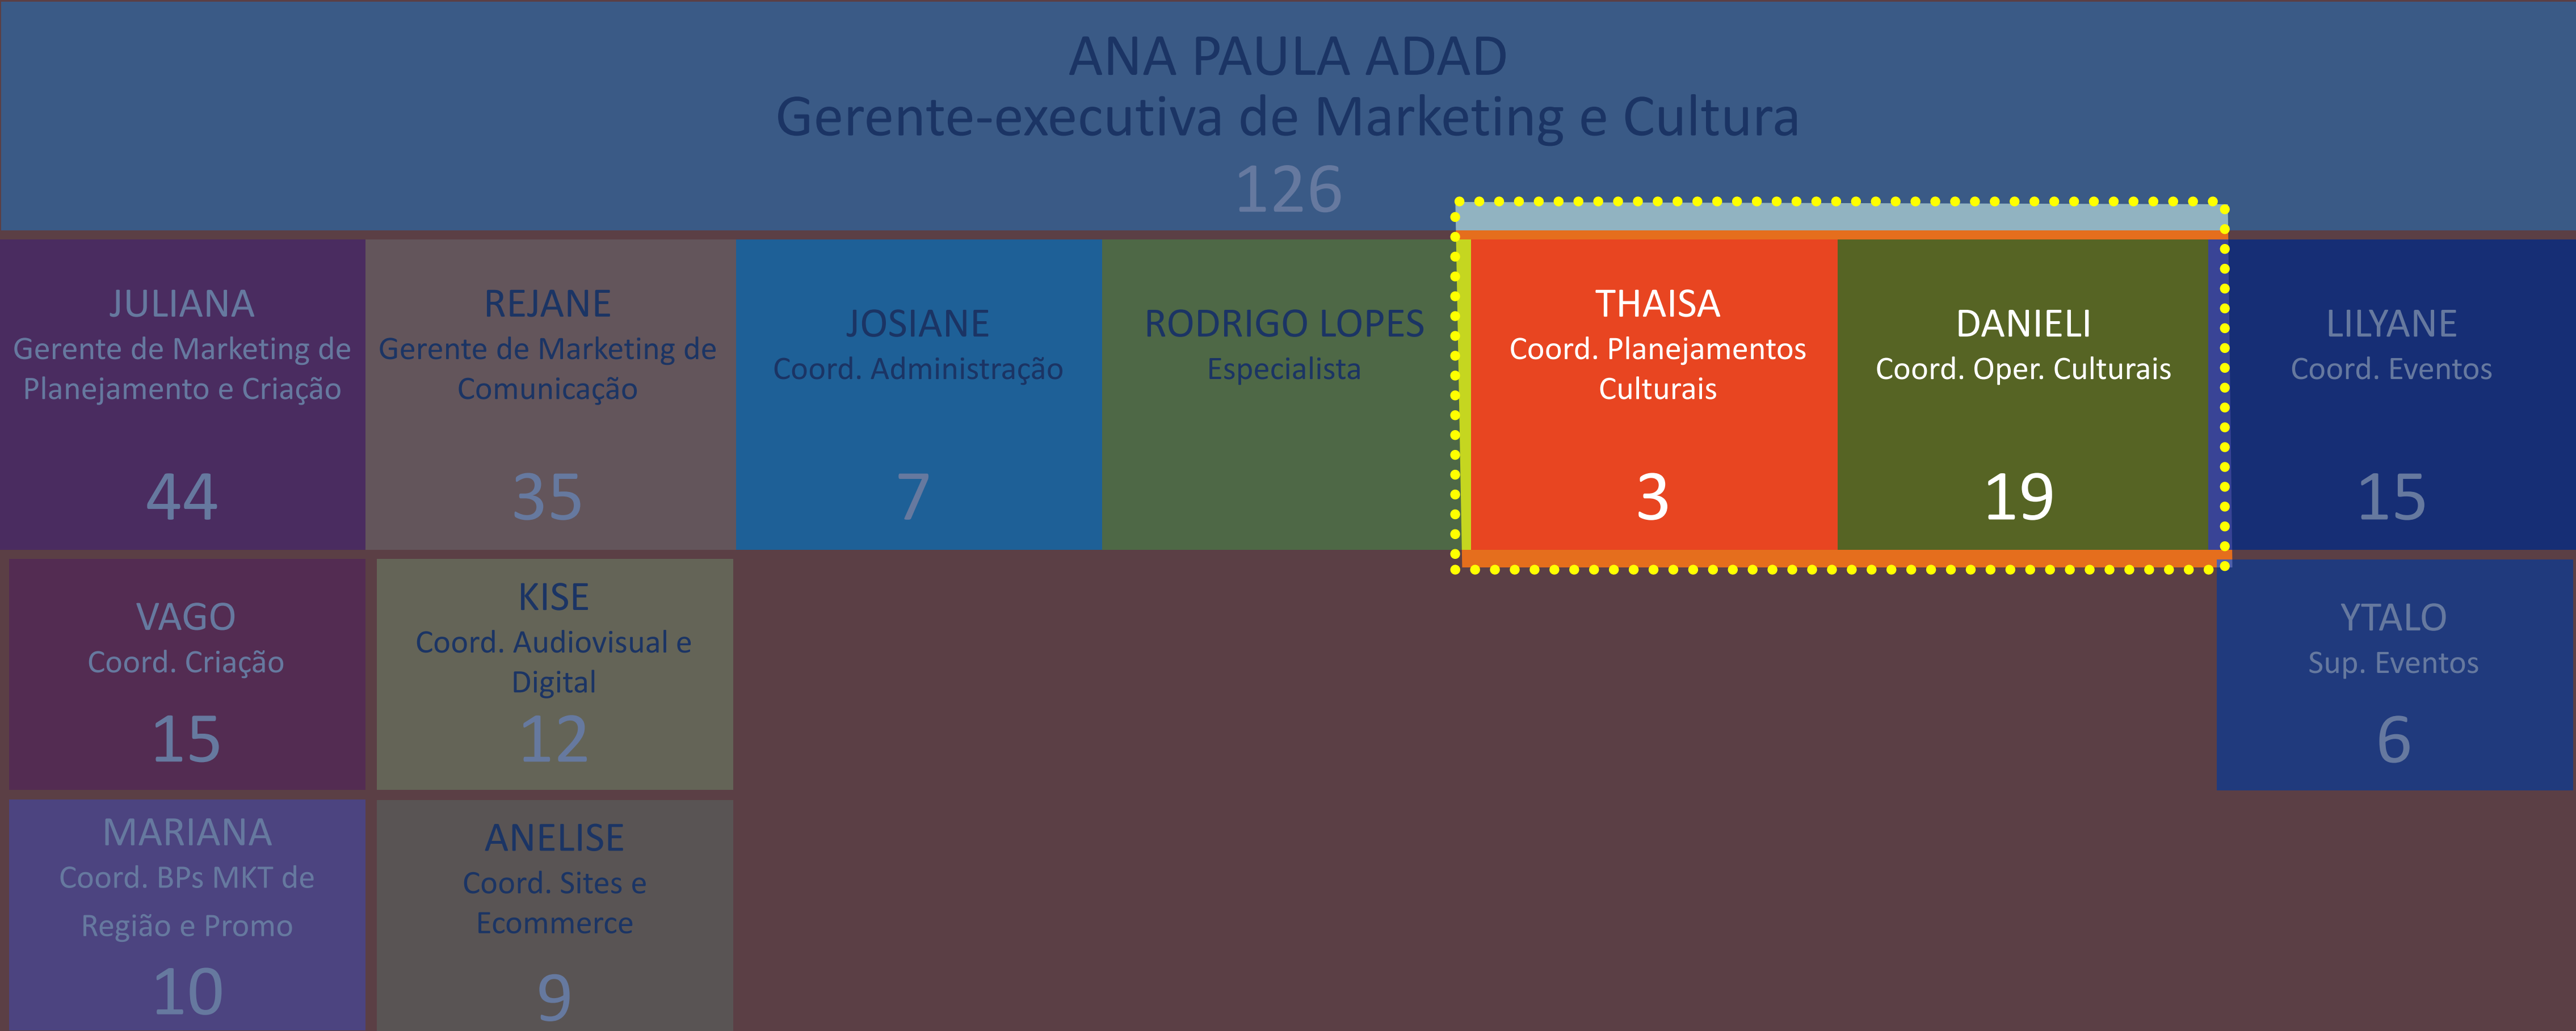 ANA PAULA ADAD
Gerente-executiva de Marketing e Cultura
126
JULIANA
Gerente de Marketing de
Planejamento e Criação
44
REJANE
Gerente de Marketing de
Comunicação
35
JOSIANE
Coord. Administração
7
RODRIGO LOPES
Especialista
THAISA
Coord. Planejamentos
Culturais
3
DANIELI
Coord. Oper. Culturais
19
LILYANE
Coord. Eventos
15
VAGO
Coord. Criação
15
KISE
Coord. Audiovisual e
Digital
12
YTALO
Sup. Eventos
6
MARIANA
Coord. BPs MKT de
Região e Promo
10
ANELISE
Coord. Sites e
Ecommerce
9